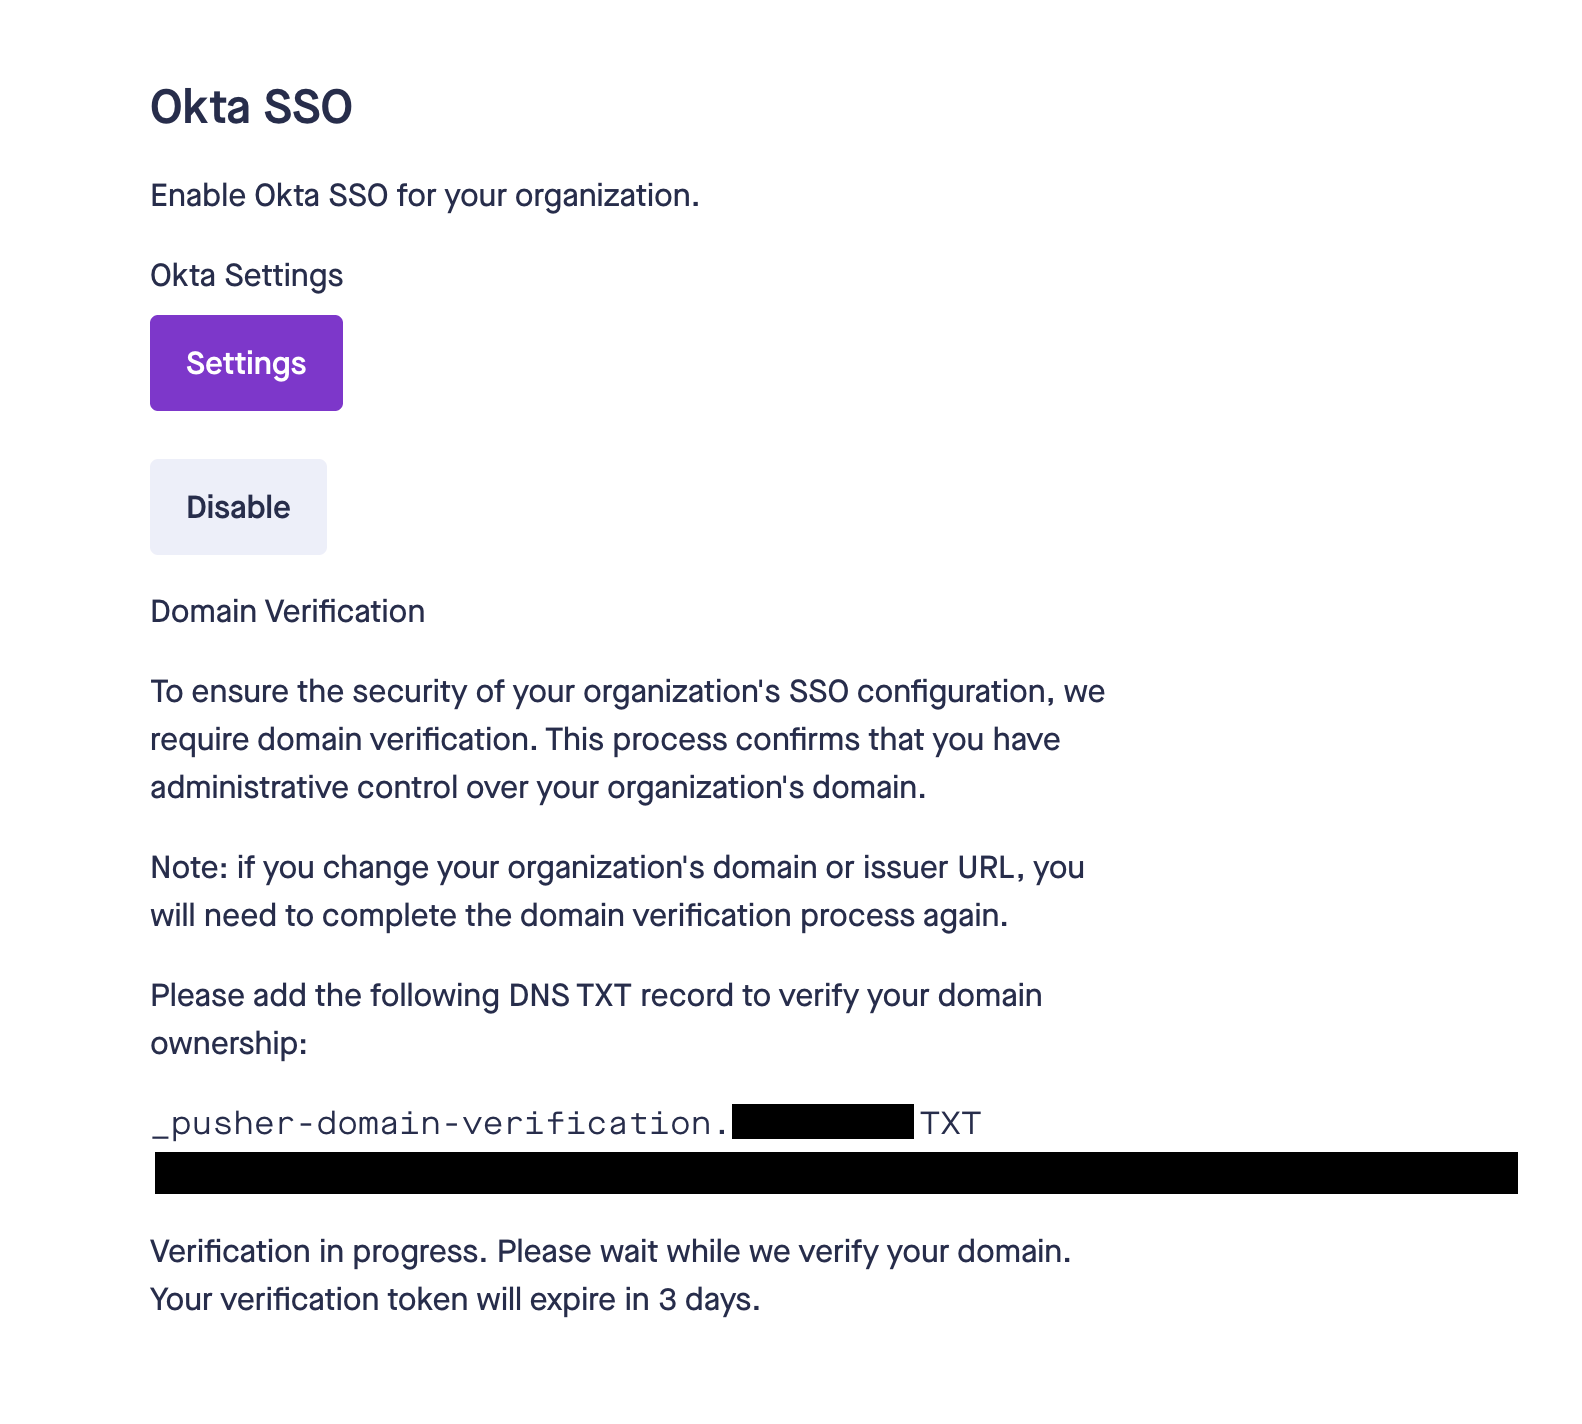 Okta SSO
Enable Okta SSO for your organization.
Okta Settings
Settings
Disable
Domain Verification
To ensure the security of your organization's SSO configuration, we
require domain verification. This process confirms that you have
administrative control over your organization's domain.
Note: if you change your organization's domain or issuer URL, you
will need to complete the domain verification process again.
Please add the following DNS TXT record to verify your domain
ownership:
_pusher-domain-verification. TXT
Verification in progress. Please wait while we verify your domain.
Your verification token will expire in 3 days.